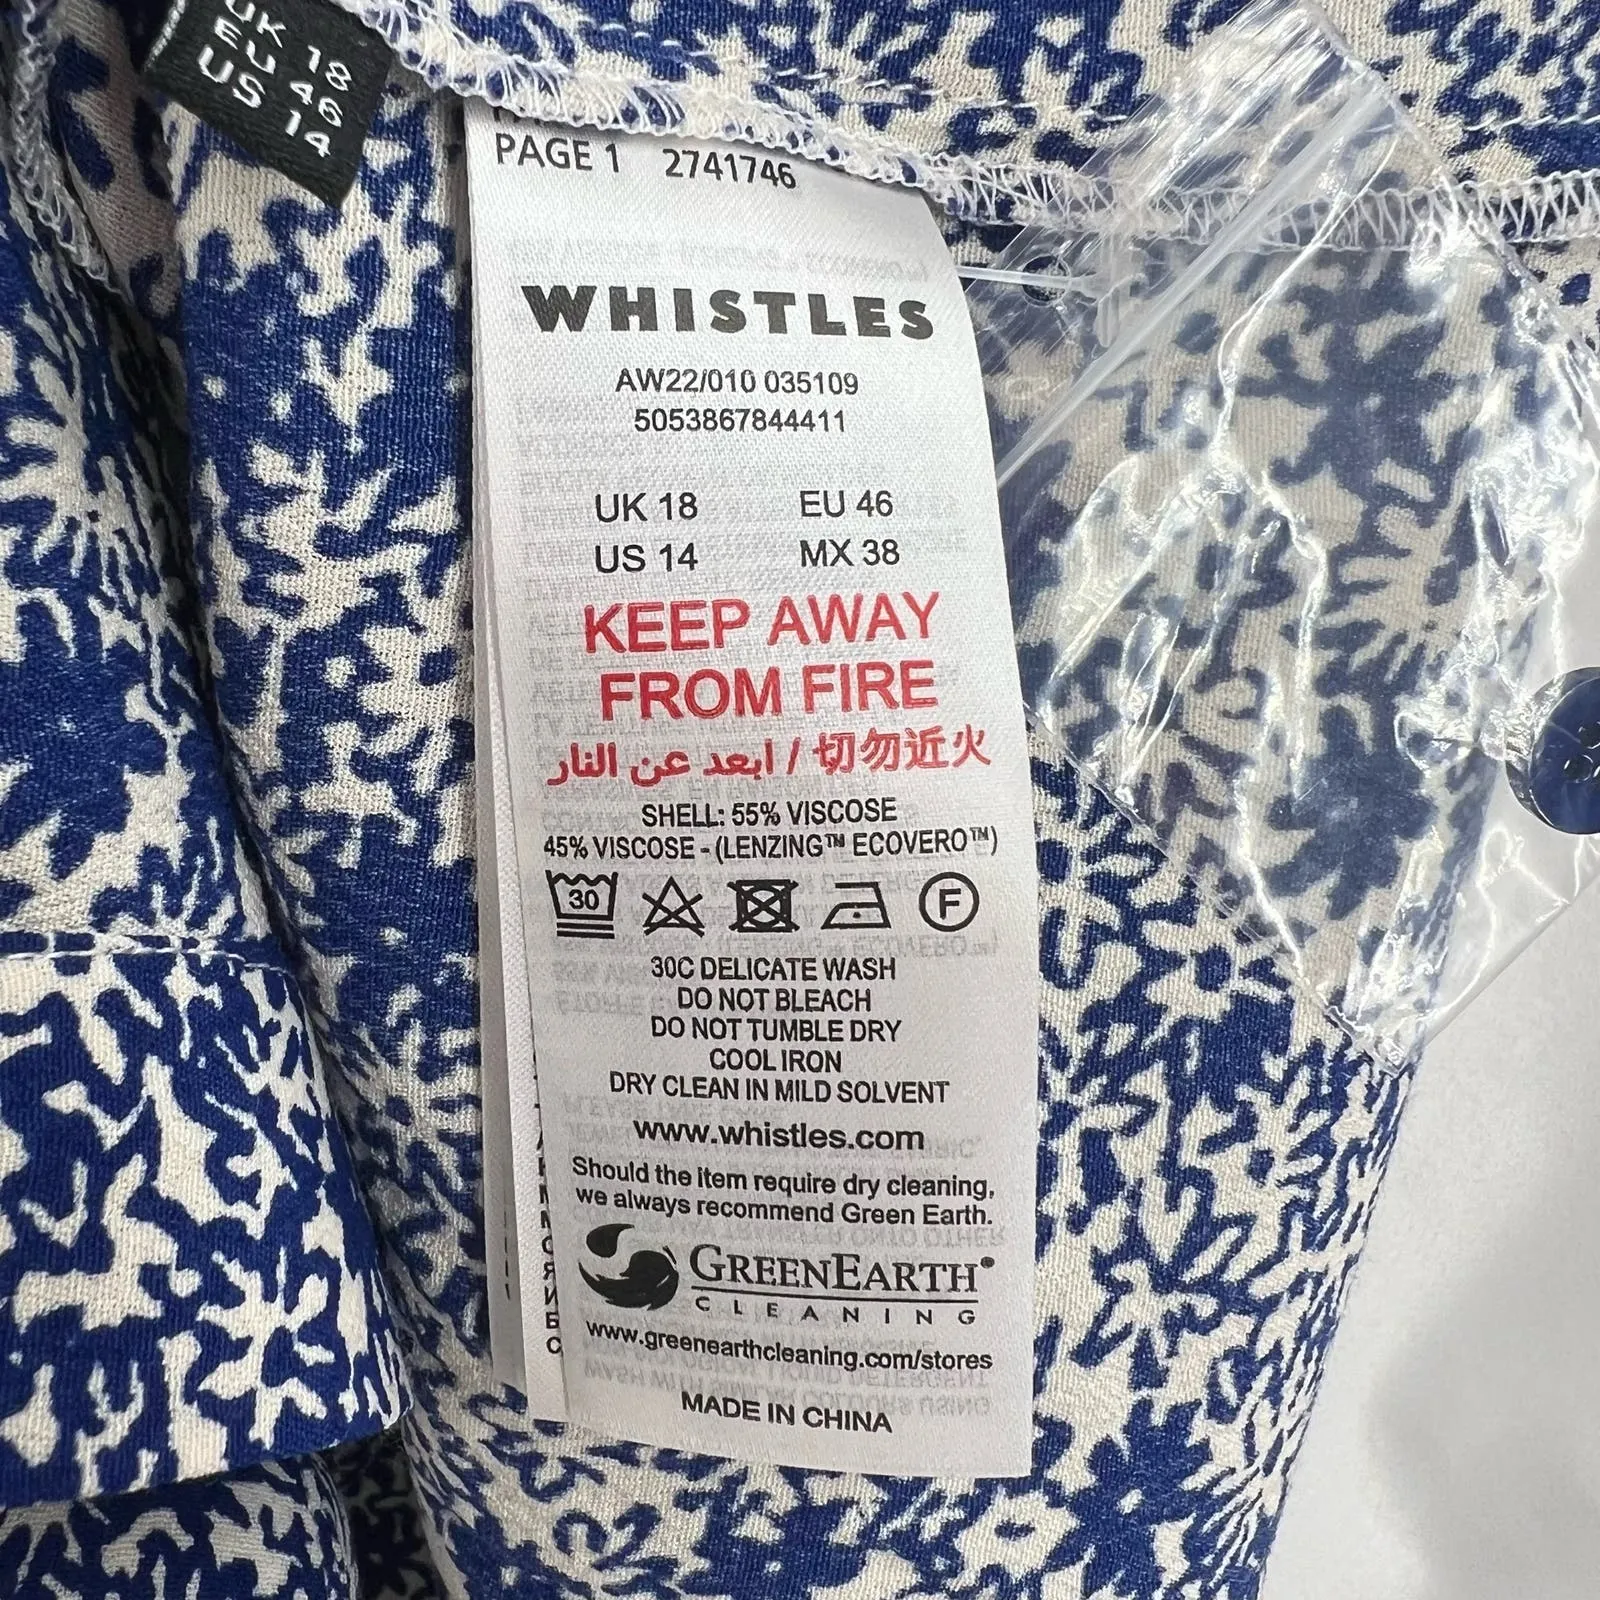 UK 18
EU 46
US 14
PAGE 1 2741746
WHISTLES
AW22/010 035109
5053867844411
UK 18 EU 46
US 14 MX 38
KEEP AWAY
FROM FIRE
ابعد عن النار / 切勿近火
SHELL: 55% VISCOSE
45% VISCOSE - (LENZING™ ECOVERO™)
30 F
30C DELICATE WASH
DO NOT BLEACH
DO NOT TUMBLE DRY
COOL IRON
DRY CLEAN IN MILD SOLVENT
www.whistles.com
Should the item require dry cleaning,
we always recommend Green Earth.
GREENEARTH®
CLEANING
www.greenearthcleaning.com/stores
MADE IN CHINA